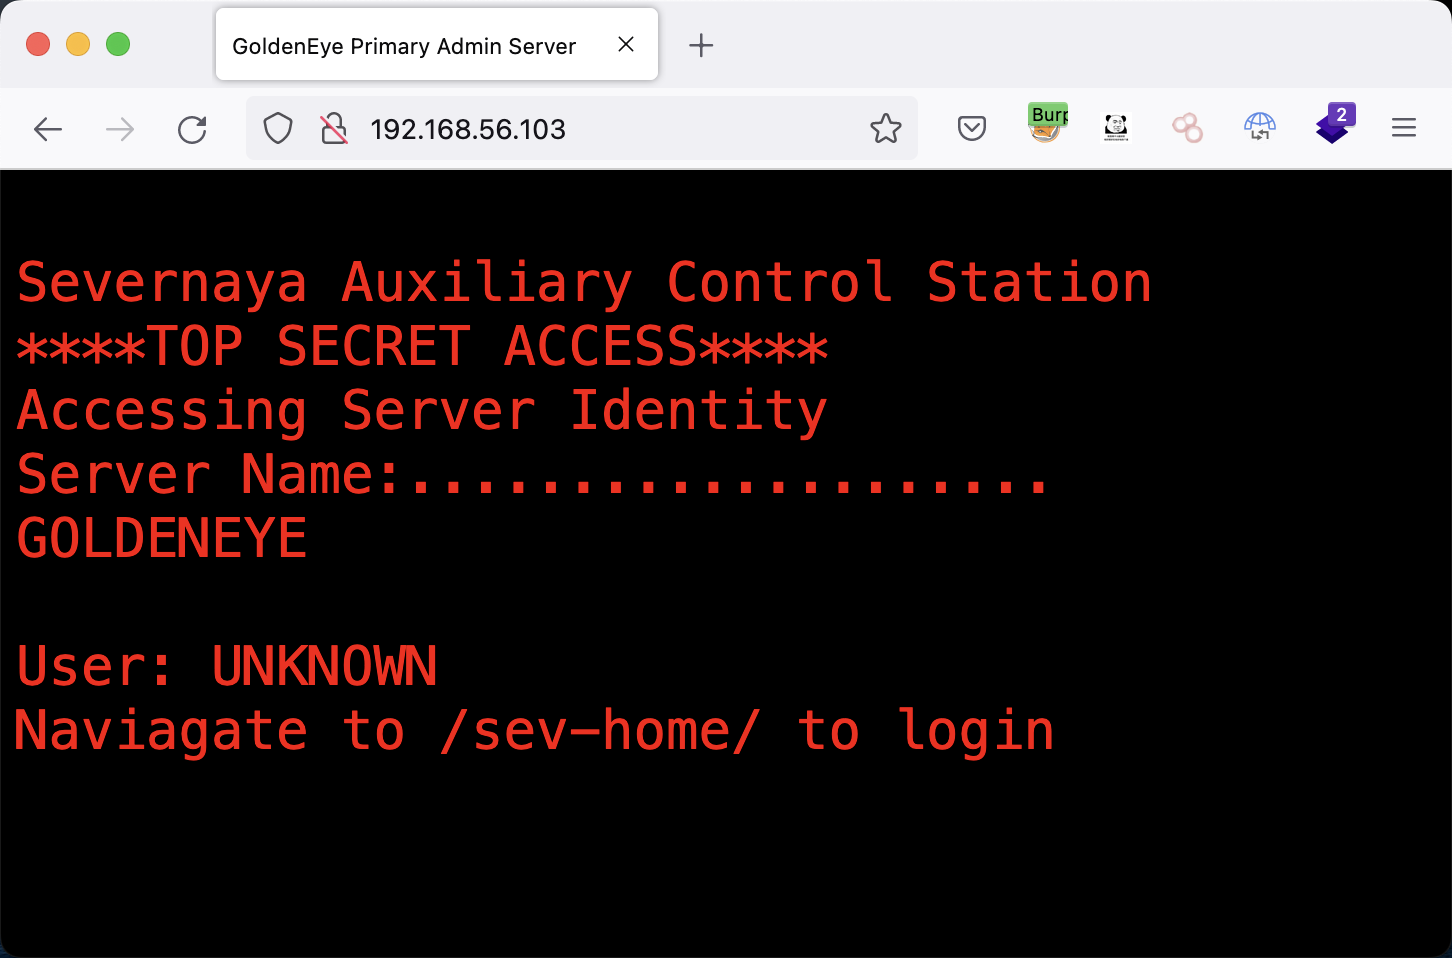 GoldenEye Primary Admin Server
192.168.56.103
Burp
2
Severnaya Auxiliary Control Station
****TOP SECRET ACCESS****
Accessing Server Identity
Server Name:....................
GOLDENEYE
User: UNKNOWN
Naviagate to /sev-home/ to login